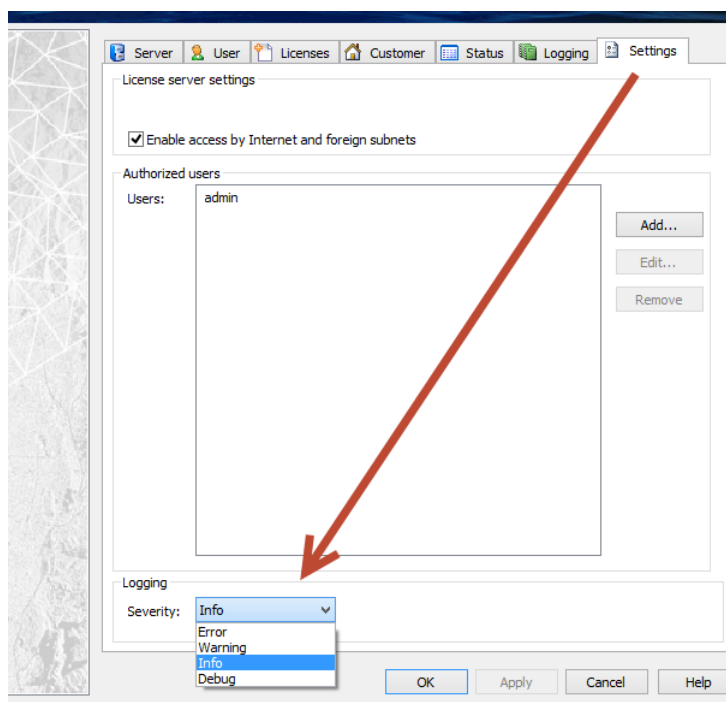 Server User Licenses Customer Status Logging Settings
License server settings
Enable access by Internet and foreign subnets
Authorized users
Users: admin
Add...
Edit...
Remove
Logging
Severity: Info
Error
Warning
Info
Debug
OK Apply Cancel Help